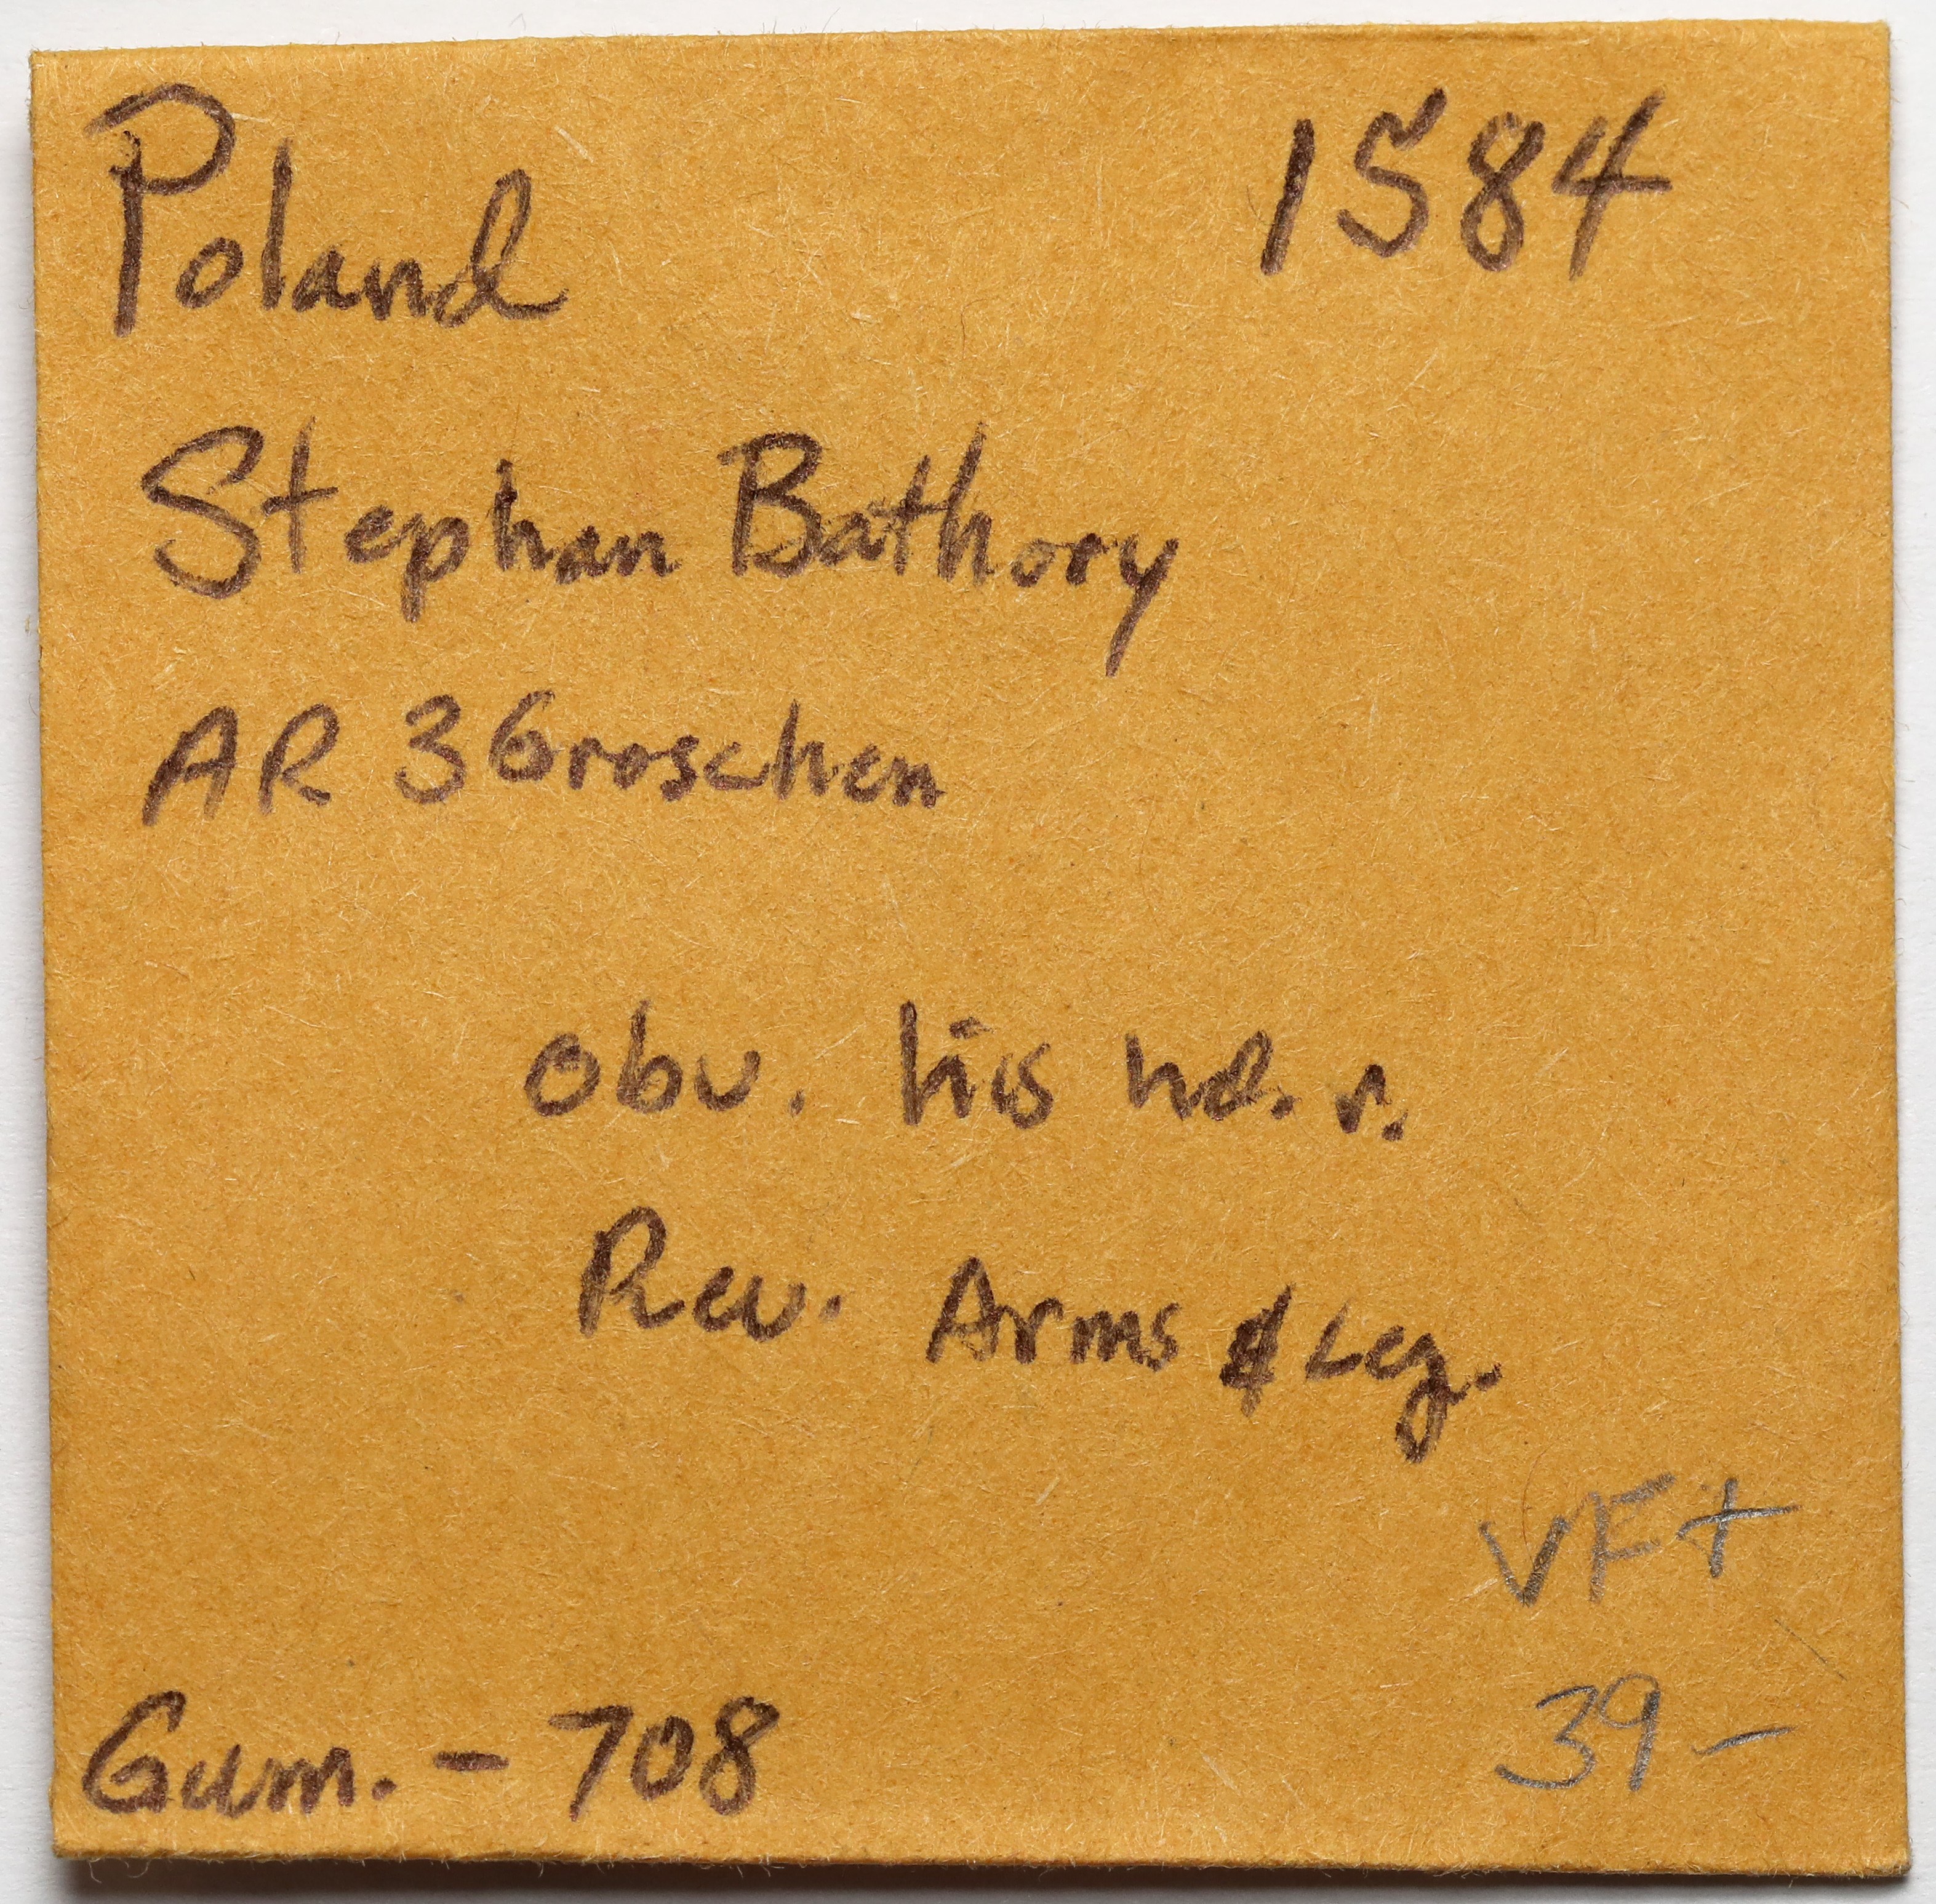 Poland 1584
Stephan Bathory
AR 3 Groschen
Obv. his hd. r.
Rev. Arms & Leg.
VF+
Gum. - 708
39-